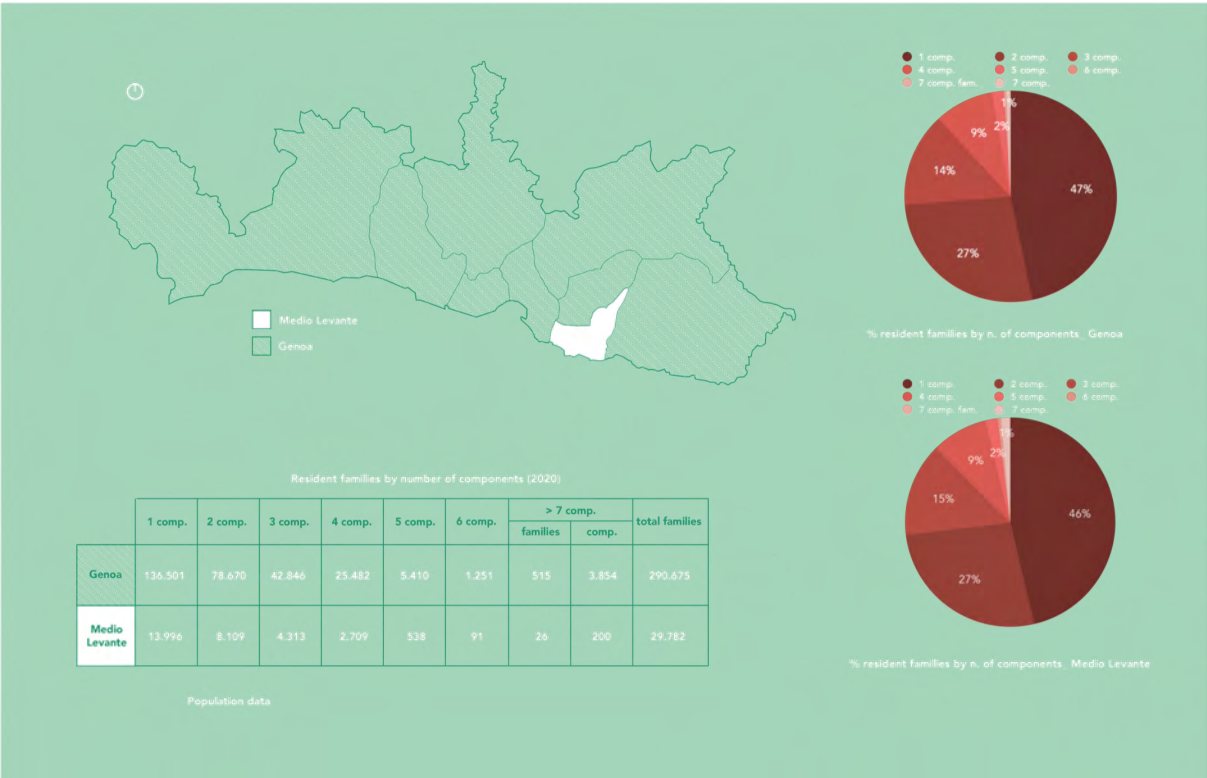 1 comp. 2 comp. 3 comp.
4 comp. 5 comp. 6 comp.
7 comp. fam. 7 comp.
1%
2%
9%
14%
47%
27%
% resident families by n. of components_ Genoa
Medio Levante
Genoa
1 comp. 2 comp. 3 comp.
4 comp. 5 comp. 6 comp.
7 comp. fam. 7 comp.
1%
2%
9%
15%
46%
27%
% resident families by n. of components_ Medio Levante
Resident famillies by number of components (2020)
1 comp. 2 comp. 3 comp. 4 comp. 5 comp. 6 comp. > 7 comp. total families
families comp.
Genoa 136.501 78.670 42.846 25.482 5.410 1.251 515 3.854 290.675
Medio Levante 13.996 8.109 4.313 2.709 538 91 26 200 29.782
Population data